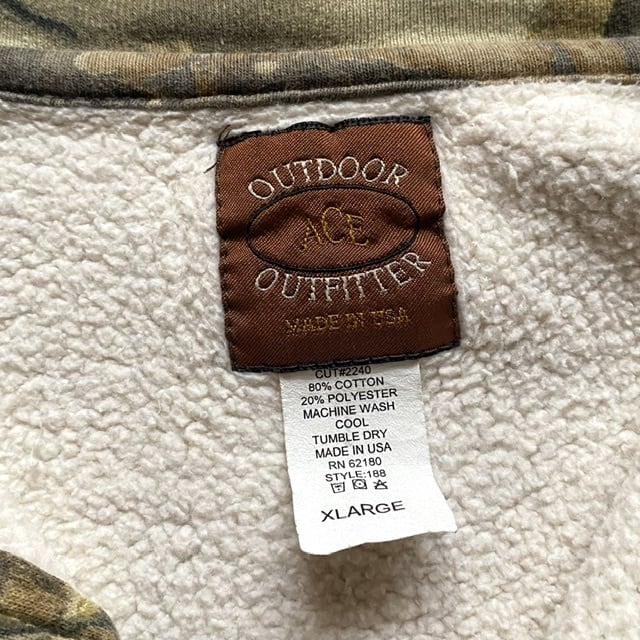 OUTDOOR
ACE
OUTFITTER
MADE IN USA
CUT#2240
80% COTTON
20% POLYESTER
MACHINE WASH
COOL
TUMBLE DRY
MADE IN USA
RN 62180
STYLE:188
XLARGE